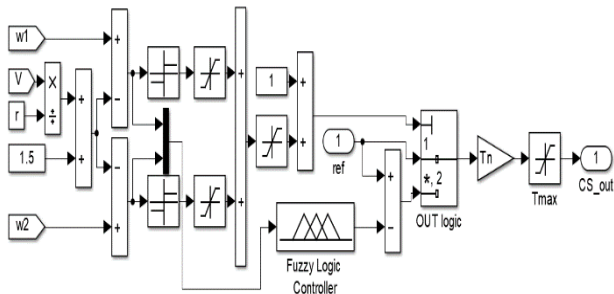 w1
V
r
×
÷
1.5
w2
+
−
+
+
−
+
+
+
1
+
+
1
ref
+
−
Fuzzy Logic
Controller
1
*, 2
OUT logic
Tn
Tmax
1
CS_out